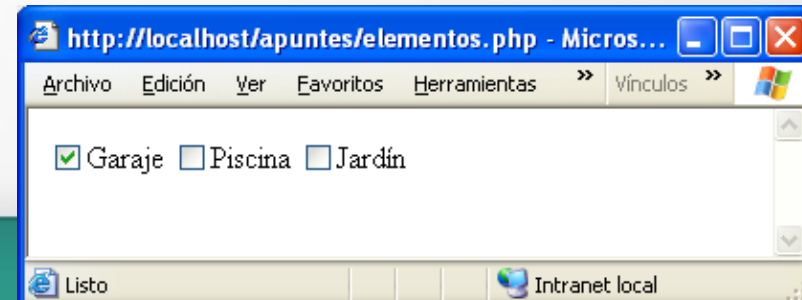 http://localhost/apuntes/elementos.php - Micros...
Archivo Edición Ver Favoritos Herramientas » Vínculos »
Garaje Piscina Jardín
Listo Intranet local